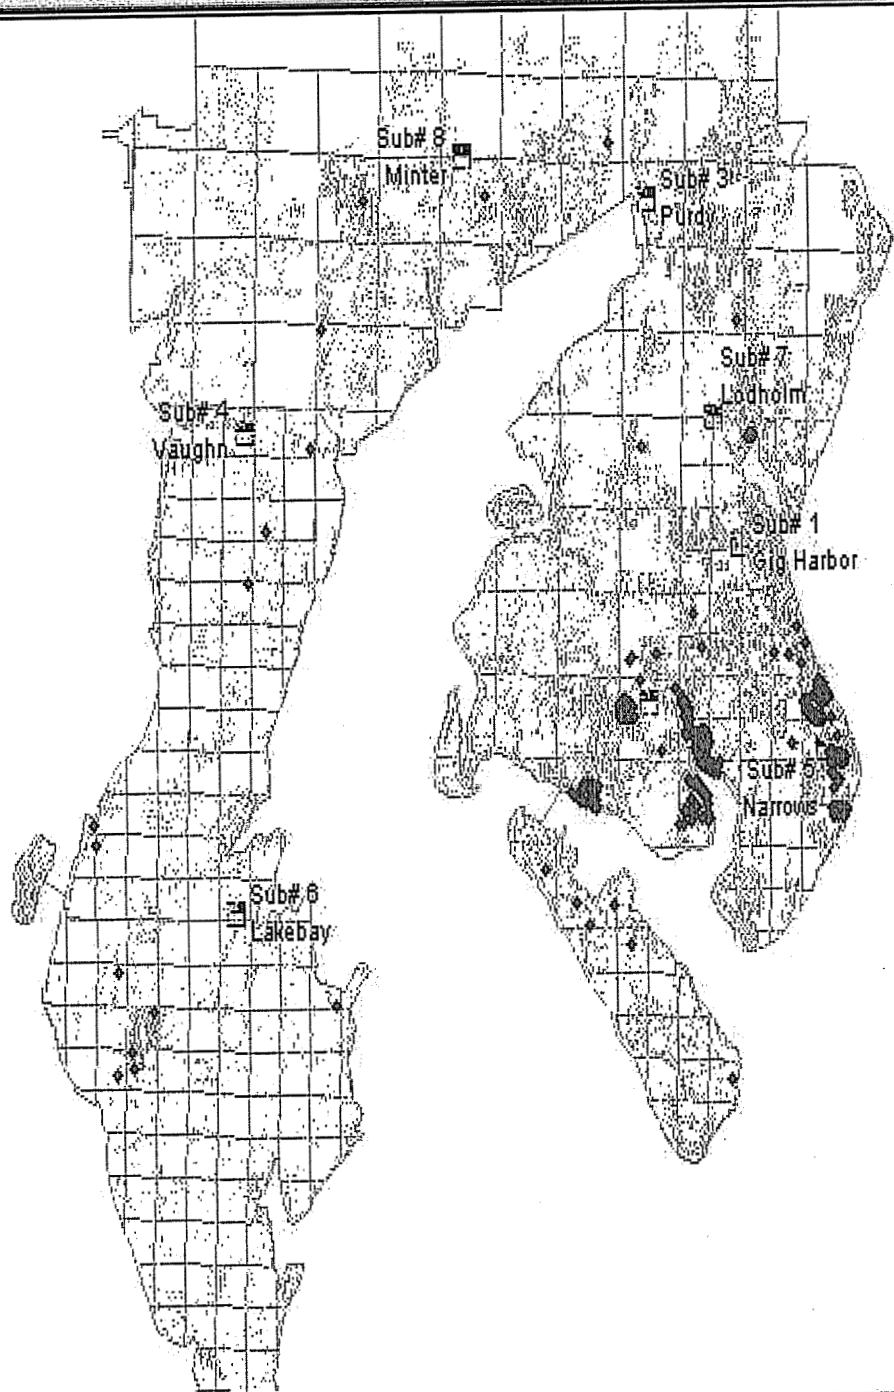 Sub# 8
Minter
Sub# 3
Purdy
Sub# 7
Lodholm
Sub# 4
Vaughn
Sub# 1
Gig Harbor
Sub# 5
Narrows
Sub# 6
Lakebay